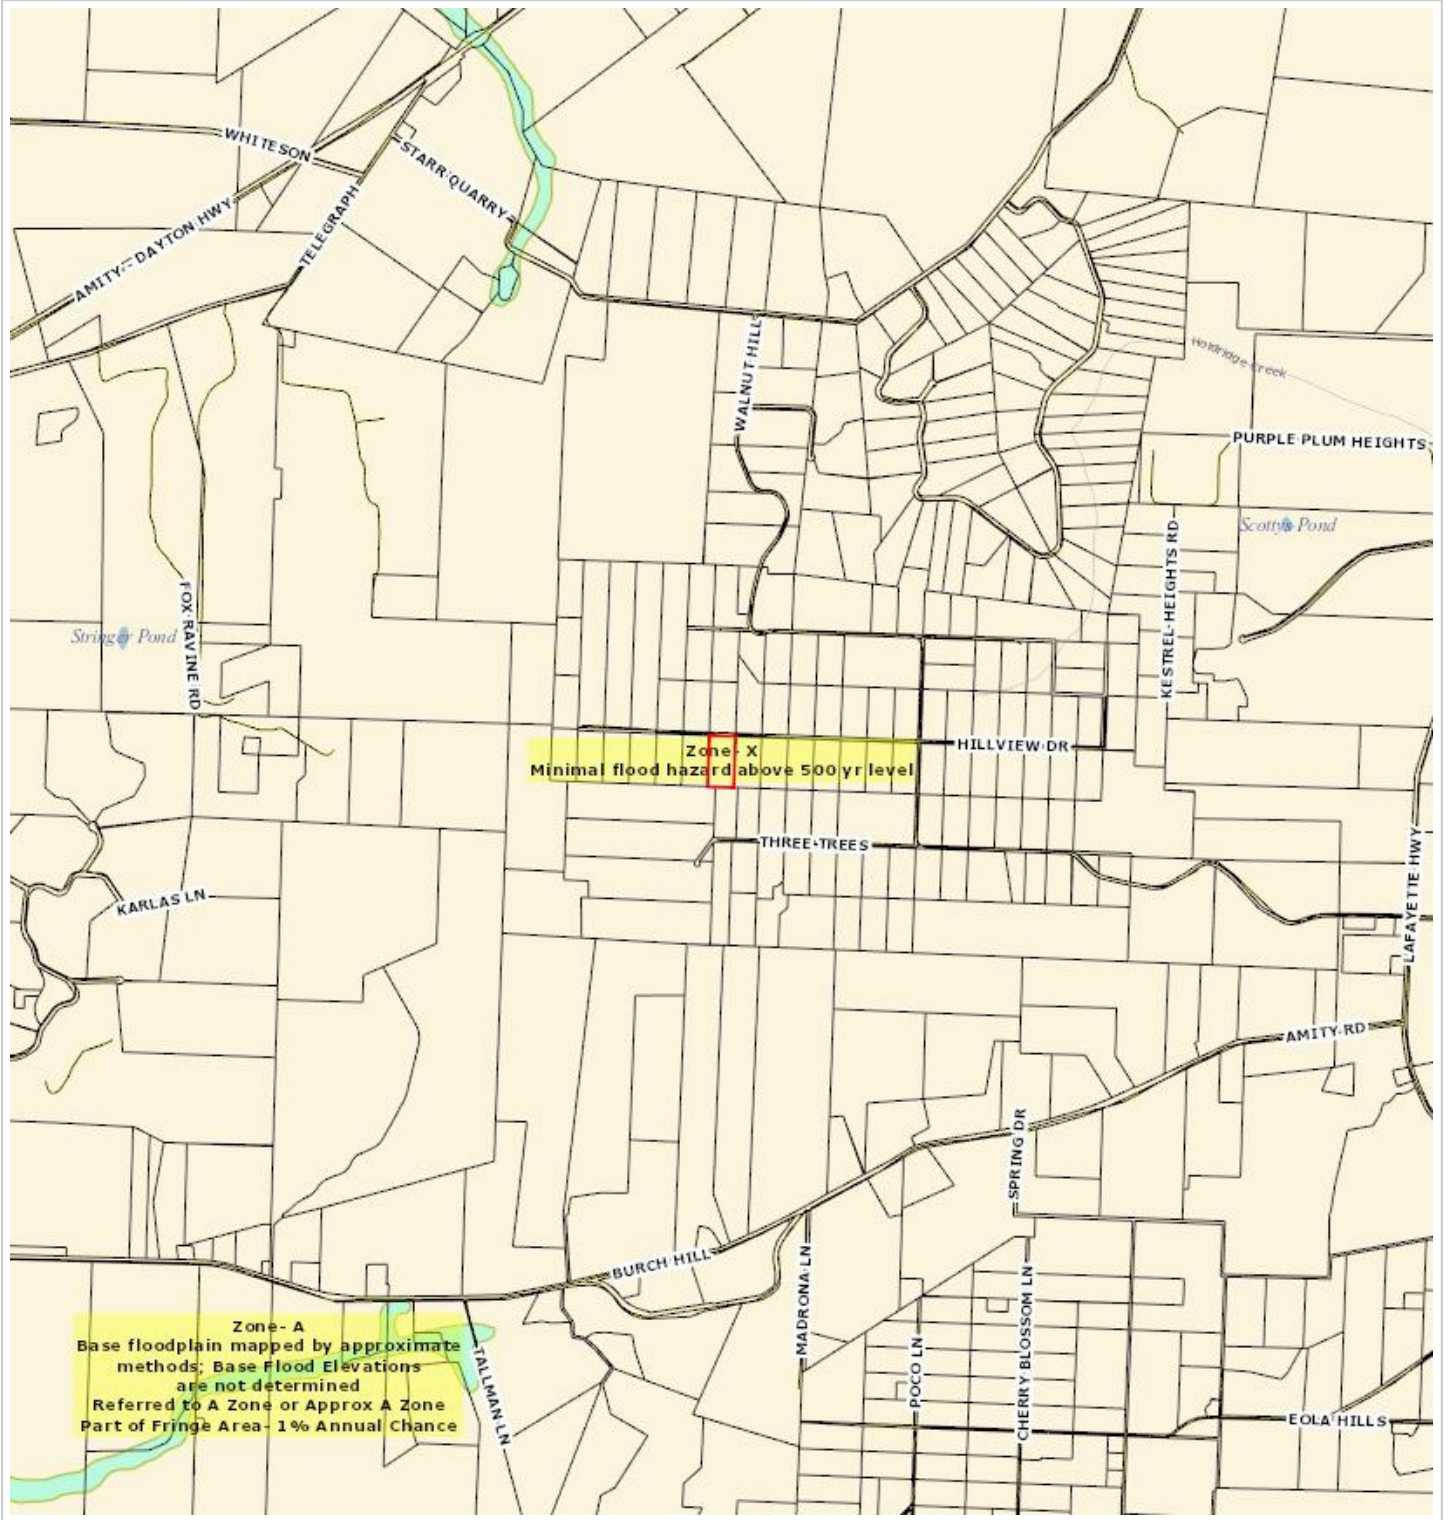 WHITESON
STARR QUARRY
AMITY - DAYTON HWY
TELEGRAPH
WALNUT HILL
Holdridge Creek
PURPLE PLUM HEIGHTS
Scottys Pond
KESTREL HEIGHTS RD
FOX RAVINE RD
Stringer Pond
HILLVIEW DR
Zone- X
Minimal flood hazard above 500 yr level
THREE TREES
LAFAYETTE HWY
KARLAS LN
AMITY RD
SPRING DR
BURCH HILL
MADRONA LN
CHERRY BLOSSOM LN
POCO LN
TALLMAN LN
EOLA HILLS
Zone- A
Base floodplain mapped by approximate
methods; Base Flood Elevations
are not determined
Referred to A Zone or Approx A Zone
Part of Fringe Area- 1% Annual Chance